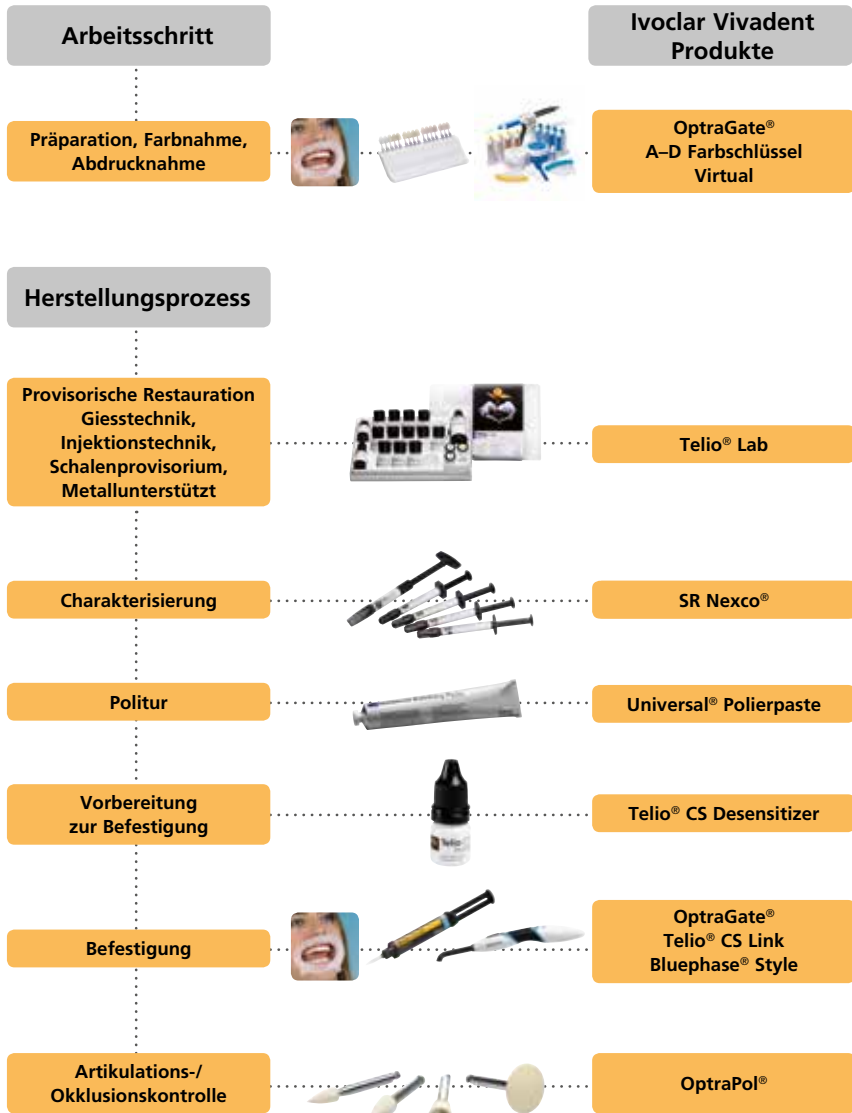 Arbeitsschritt
Ivoclar Vivadent
Produkte
Präparation, Farbnahme,
Abdrucknahme
OptraGate®
A–D Farbschlüssel
Virtual
Herstellungsprozess
Provisorische Restauration
Giesstechnik,
Injektionstechnik,
Schalenprovisorium,
Metallunterstützt
Telio® Lab
Charakterisierung
SR Nexco®
Politur
Universal® Polierpaste
Vorbereitung
zur Befestigung
Telio
Telio® CS Desensitizer
Befestigung
OptraGate®
Telio® CS Link
Bluephase® Style
Artikulations-/
Okklusionskontrolle
OptraPol®